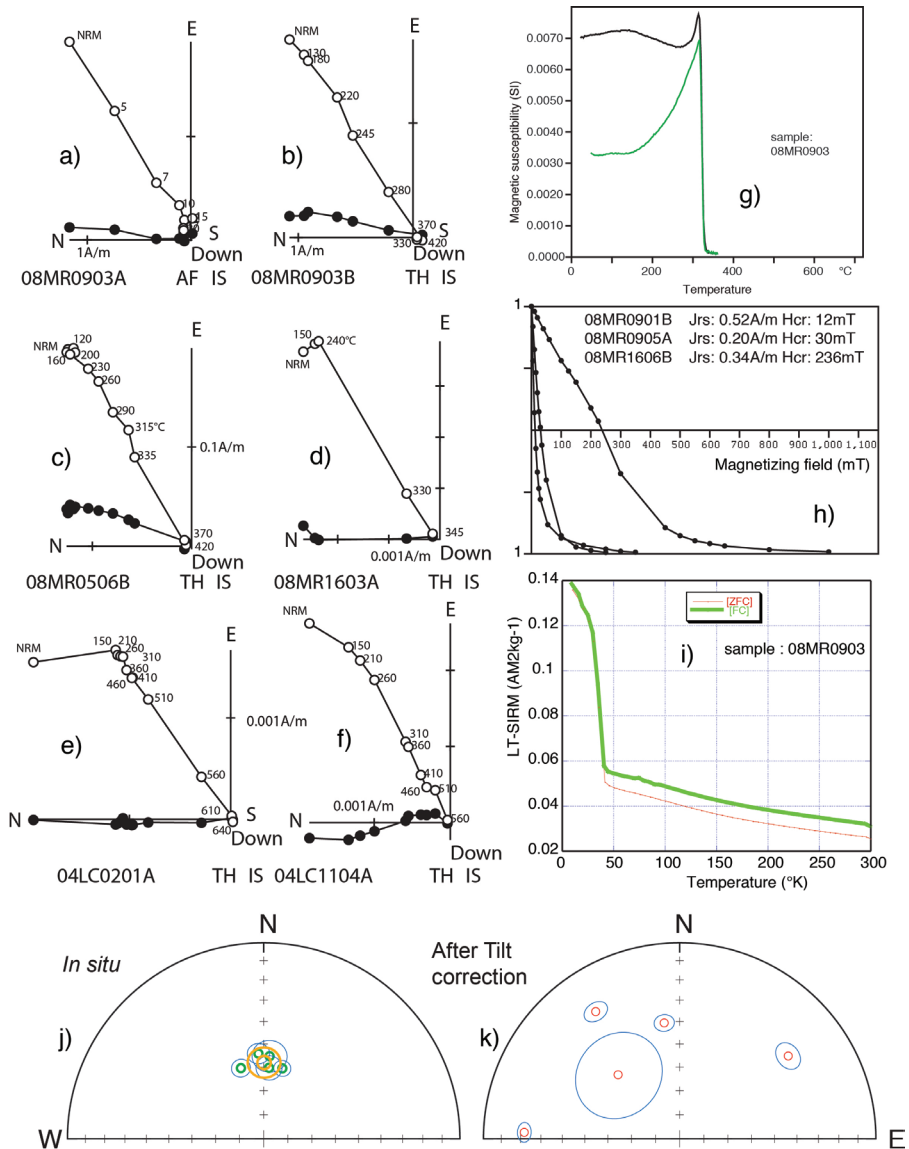 E
NRM
5
7
10
15
a)
N
S
Down
1A/m
08MR0903A
AF IS
E
NRM
130
180
220
245
280
b)
370
N
S
Down
330
420
1A/m
08MR0903B
TH IS
0.0070
0.0060
0.0050
0.0040
0.0030
0.0020
0.0010
0.0000
Magnetic susceptibility (SI)
sample:
08MR0903
g)
0
200
400
600
°C
Temperature
E
120
NRM
200
160
230
260
290
315°C
335
0.1A/m
c)
370
N
420
Down
08MR0506B
TH IS
E
150
240°C
NRM
d)
330
345
N
Down
0.001A/m
08MR1603A
TH IS
1
08MR0901B Jrs: 0.52A/m Hcr: 12mT
08MR0905A Jrs: 0.20A/m Hcr: 30mT
08MR1606B Jrs: 0.34A/m Hcr: 236mT
100 200 300 400 500 600 700 800 900 1,000 1,100
Magnetizing field (mT)
h)
1
E
NRM
150
210
260
310
360
460
410
510
0.001A/m
e)
560
610
N
S
640
Down
04LC0201A
TH IS
E
NRM
150
210
260
f)
310
360
410
460
510
0.001A/m
N
560
Down
04LC1104A
TH IS
0.14
0.12
0.1
0.08
0.06
0.04
0.02
LT-SIRM (AM2kg-1)
[ZFC]
[FC]
i)
sample : 08MR0903
0 50 100 150 200 250 300
Temperature (°K)
N
In situ
j)
W
N
After Tilt
correction
k)
E